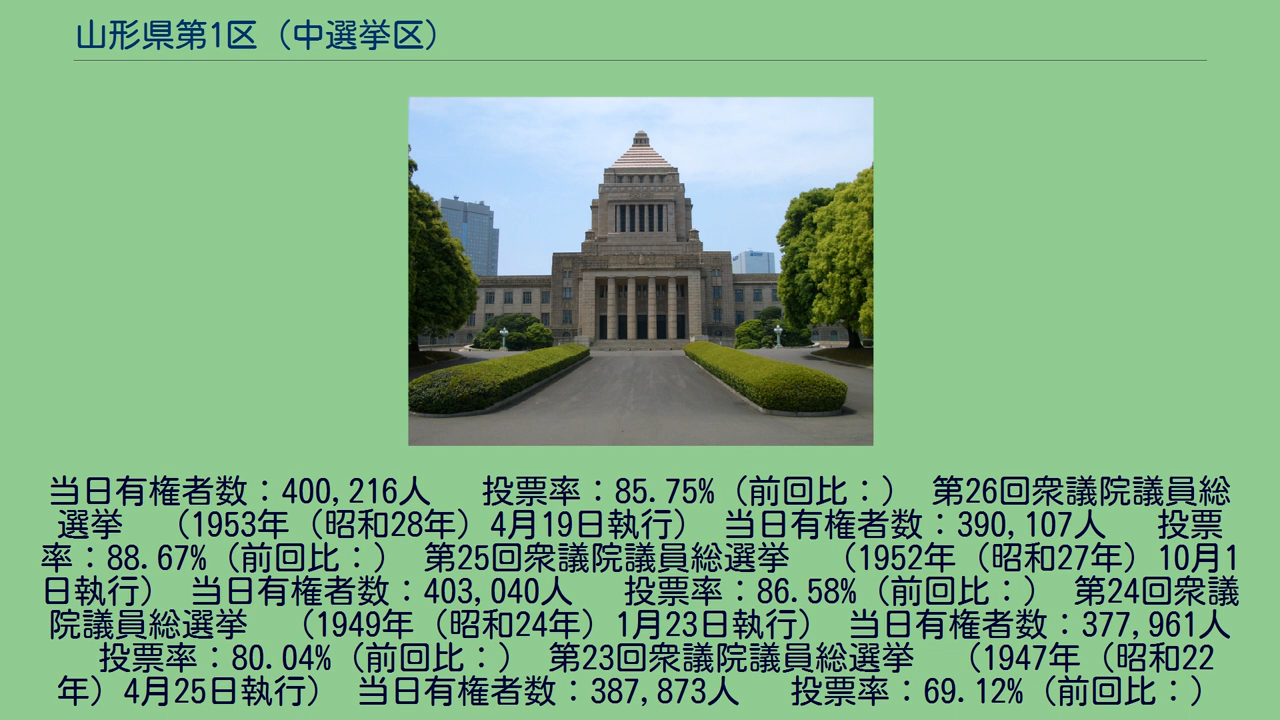 山形県第1区（中選挙区）
当日有権者数：400,216人　 投票率：85.75%（前回比：） 第26回衆議院議員総
選挙　（1953年（昭和28年）4月19日執行） 当日有権者数：390,107人　 投票
率：88.67%（前回比：） 第25回衆議院議員総選挙　（1952年（昭和27年）10月1
日執行） 当日有権者数：403,040人　 投票率：86.58%（前回比：） 第24回衆議
院議員総選挙　（1949年（昭和24年）1月23日執行） 当日有権者数：377,961人
投票率：80.04%（前回比：） 第23回衆議院議員総選挙　（1947年（昭和22
年）4月25日執行） 当日有権者数：387,873人　 投票率：69.12%（前回比：）